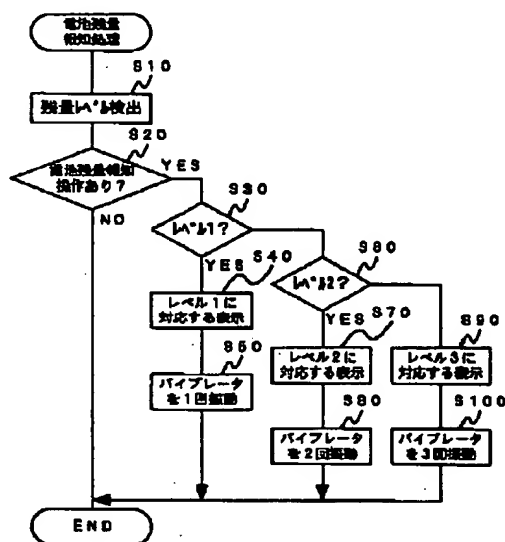 電池残量
報知処理
S10
残量レベル検出
S20
電池残量報知
操作あり？
YES
NO
S30
レベル1？
YES
S40
レベル1に
対応する表示
S50
バイブレータ
を1回振動
S60
レベル2？
YES
S70
レベル2に
対応する表示
S80
バイブレータ
を2回振動
S90
レベル3に
対応する表示
S100
バイブレータ
を3回振動
END